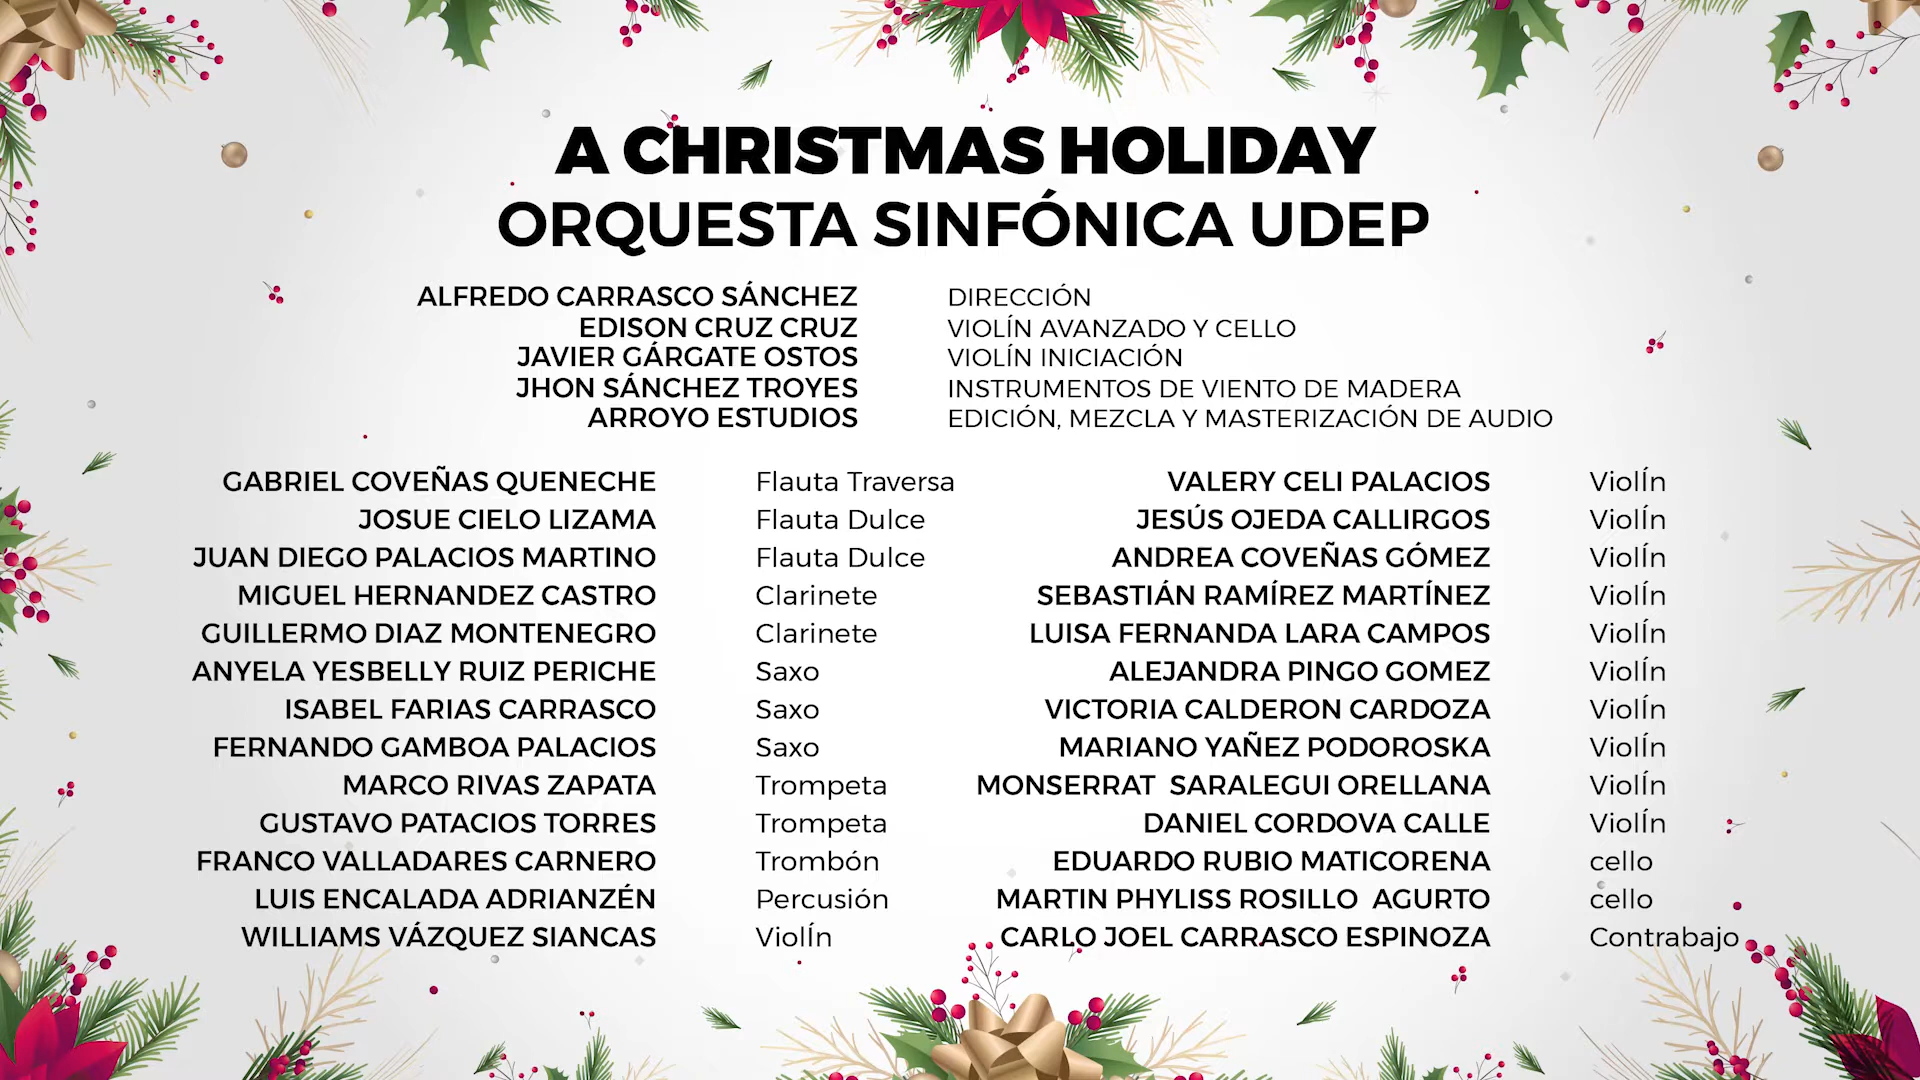 A CHRISTMAS HOLIDAY
ORQUESTA SINFÓNICA UDEP
ALFREDO CARRASCO SÁNCHEZ DIRECCIÓN
EDISON CRUZ CRUZ VIOLÍN AVANZADO Y CELLO
JAVIER GÁRGATE OSTOS VIOLÍN INICIACIÓN
JHON SÁNCHEZ TROYES INSTRUMENTOS DE VIENTO DE MADERA
ARROYO ESTUDIOS EDICIÓN, MEZCLA Y MASTERIZACIÓN DE AUDIO
GABRIEL COVEÑAS QUENECHE Flauta Traversa
JOSUE CIELO LIZAMA Flauta Dulce
JUAN DIEGO PALACIOS MARTINO Flauta Dulce
MIGUEL HERNANDEZ CASTRO Clarinete
GUILLERMO DIAZ MONTENEGRO Clarinete
ANYELA YESBELLY RUIZ PERICHE Saxo
ISABEL FARIAS CARRASCO Saxo
FERNANDO GAMBOA PALACIOS Saxo
MARCO RIVAS ZAPATA Trompeta
GUSTAVO PATACIOS TORRES Trompeta
FRANCO VALLADARES CARNERO Trombón
LUIS ENCALADA ADRIANZÉN Percusión
WILLIAMS VÁZQUEZ SIANCAS ViolÍn
VALERY CELI PALACIOS ViolÍn
JESÚS OJEDA CALLIRGOS ViolÍn
ANDREA COVEÑAS GÓMEZ ViolÍn
SEBASTIÁN RAMÍREZ MARTÍNEZ ViolÍn
LUISA FERNANDA LARA CAMPOS ViolÍn
ALEJANDRA PINGO GOMEZ ViolÍn
VICTORIA CALDERON CARDOZA ViolÍn
MARIANO YAÑEZ PODOROSKA ViolÍn
MONSERRAT SARALEGUI ORELLANA ViolÍn
DANIEL CORDOVA CALLE ViolÍn
EDUARDO RUBIO MATICORENA cello
MARTIN PHYLISS ROSILLO AGURTO cello
CARLO JOEL CARRASCO ESPINOZA Contrabajo